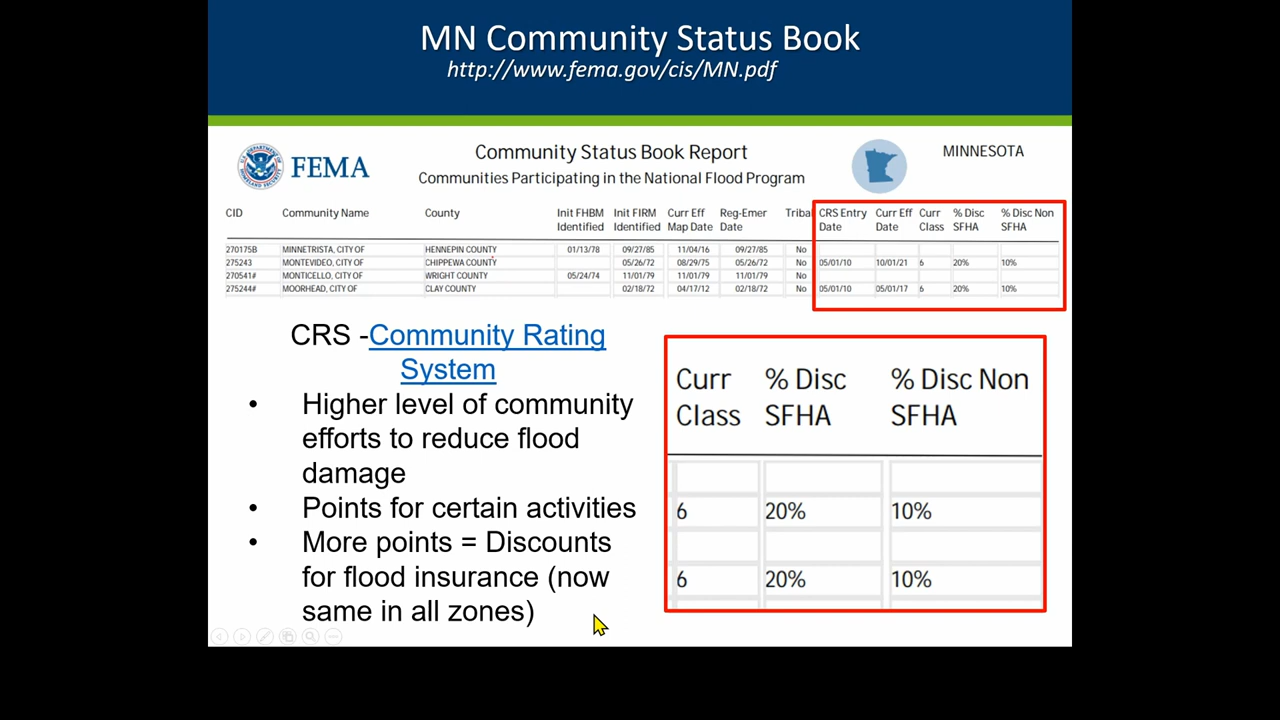 MN Community Status Book
http://www.fema.gov/cis/MN.pdf
FEMA
Community Status Book Report
MINNESOTA
Communities Participating in the National Flood Program
CID Community Name County Init FHBM Identified Init FIRM Identified Curr Eff Map Date Reg-Emer Date Tribal CRS Entry Date Curr Eff Date Curr Class % Disc SFHA % Disc Non SFHA
270175B MINNETRISTA, CITY OF HENNEPIN COUNTY 01/13/78 09/27/85 11/04/16 09/27/85 No
275243 MONTEVIDEO, CITY OF CHIPPEWA COUNTY 05/26/72 08/29/75 05/26/72 No 05/01/10 10/01/21 6 20% 10%
270541# MONTICELLO, CITY OF WRIGHT COUNTY 05/24/74 11/01/79 11/01/79 11/01/79 No
275244# MOORHEAD, CITY OF CLAY COUNTY 02/18/72 04/17/12 02/18/72 No 05/01/10 05/01/17 6 20% 10%
CRS -Community Rating
System
• Higher level of community
efforts to reduce flood
damage
• Points for certain activities
• More points = Discounts
for flood insurance (now
same in all zones)
Curr % Disc % Disc Non
Class SFHA SFHA
6 20% 10%
6 20% 10%